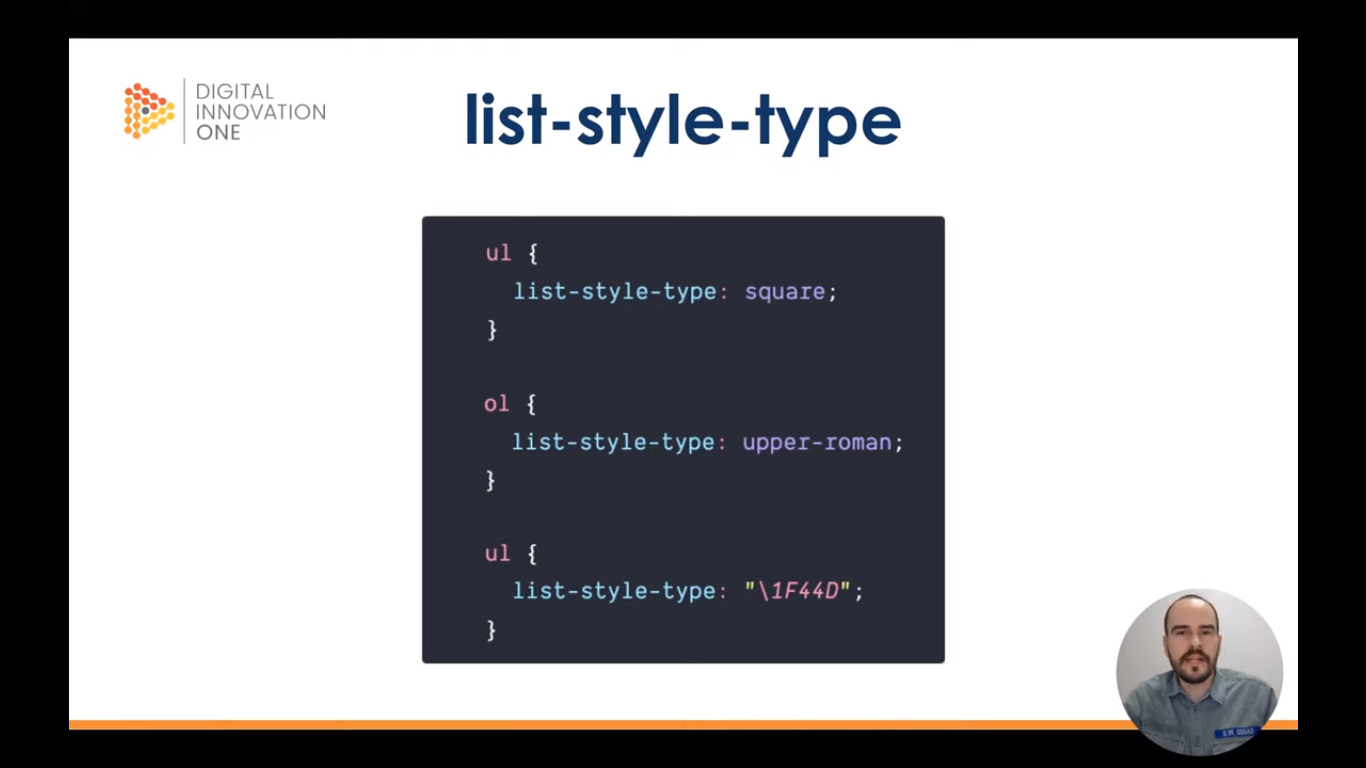 DIGITAL
INNOVATION
ONE
list-style-type
ul {
list-style-type: square;
}
ol {
list-style-type: upper-roman;
}
ul {
list-style-type: "\1F44D";
}